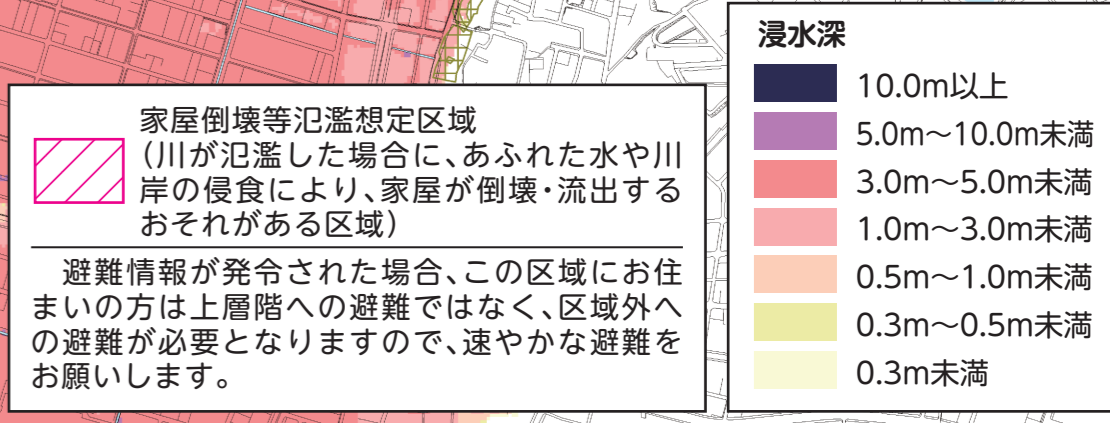 家屋倒壊等氾濫想定区域
(川が氾濫した場合に、あふれた水や川
岸の侵食により、家屋が倒壊・流出する
おそれがある区域)
避難情報が発令された場合、この区域にお住
まいの方は上層階への避難ではなく、区域外へ
の避難が必要となりますので、速やかな避難を
お願いします。
浸水深
10.0m以上
5.0m〜10.0m未満
3.0m〜5.0m未満
1.0m〜3.0m未満
0.5m〜1.0m未満
0.3m〜0.5m未満
0.3m未満